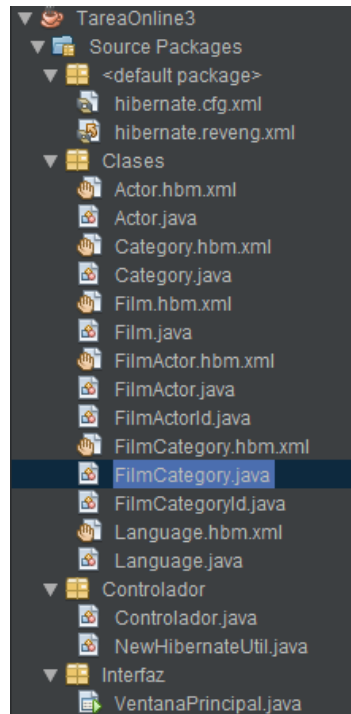 TareaOnline3
Source Packages
<default package>
hibernate.cfg.xml
hibernate.reveng.xml
Clases
Actor.hbm.xml
Actor.java
Category.hbm.xml
Category.java
Film.hbm.xml
Film.java
FilmActor.hbm.xml
FilmActor.java
FilmActorId.java
FilmCategory.hbm.xml
FilmCategory.java
FilmCategoryId.java
Language.hbm.xml
Language.java
Controlador
Controlador.java
NewHibernateUtil.java
Interfaz
VentanaPrincipal.java